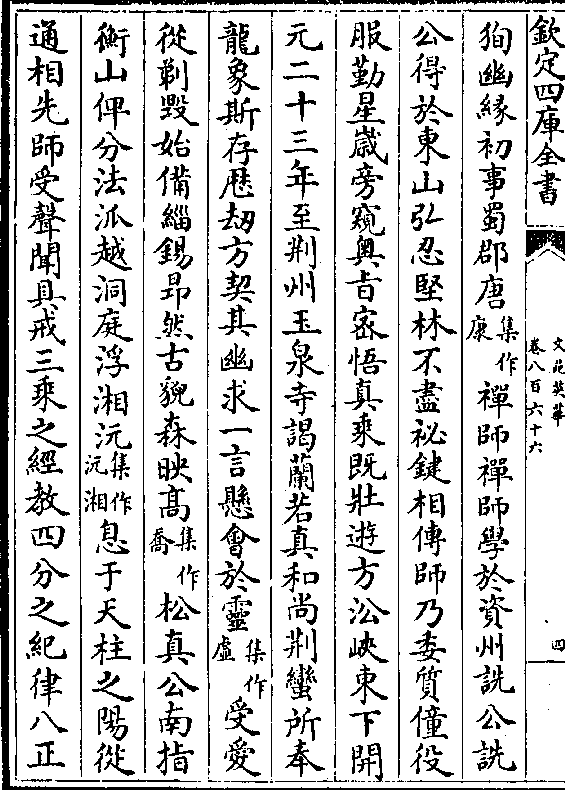 欽定四庫全書
文苑英華
卷八百六十六
四
狥幽緣初事蜀郡唐集作康禪師禪師學於資州詵公詵
公得於東山弘忍堅林不盡祕鍵相傳師乃委質僮役
服勤星歲旁窺奥㫖宻悟真乘既壯遊方㳂峽東下開
元二十三年至荆州玉泉寺謁蘭若真和尚荆蠻所奉
龍象斯存歴劫方契其幽求一言懸會於靈集作虛受愛
從剃毁始備緇錫昻然古貌森映髙集作喬松真公南指
衡山俾分法泒越洞庭浮湘沅集作沅湘息于天柱之陽從
通相先師受聲聞具戒三乘之經教四分之紀律八正